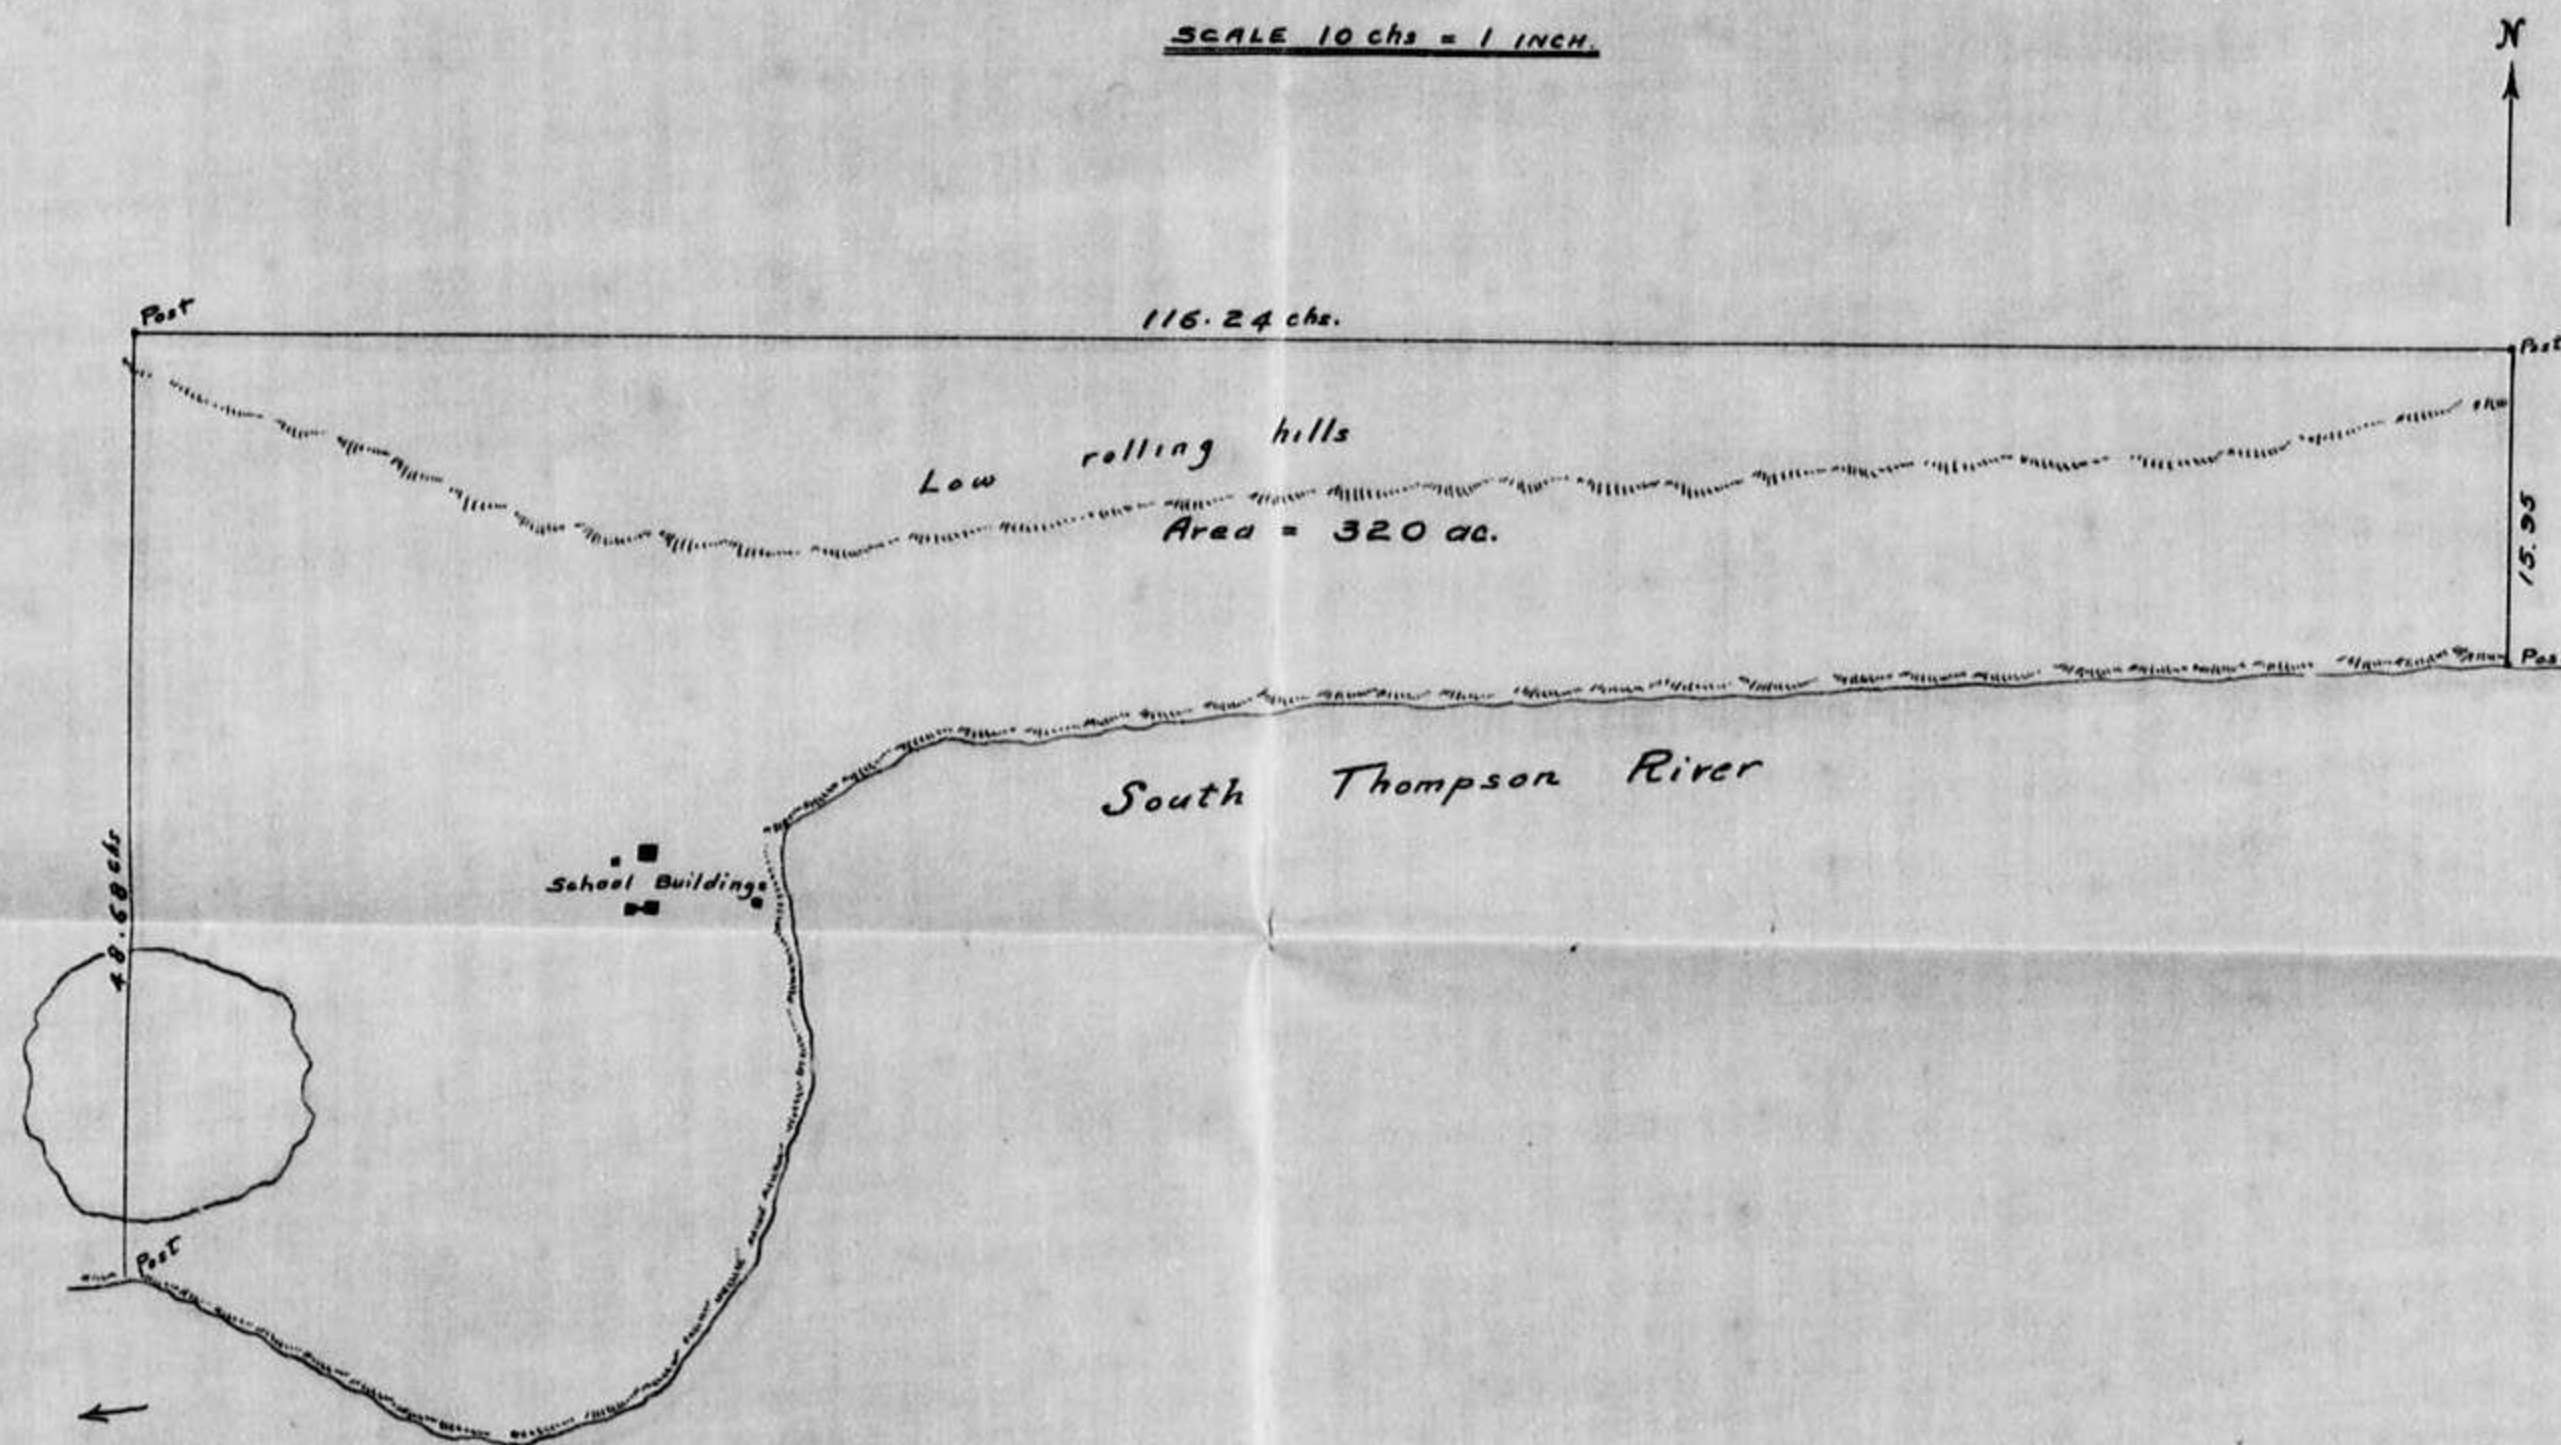 SCALE 10 chs = 1 INCH.
N
Post
116.24 chs.
Post
Low rolling hills
Area = 320 ac.
15.95
Pos
South Thompson River
48.68 chs
School Buildings
Post